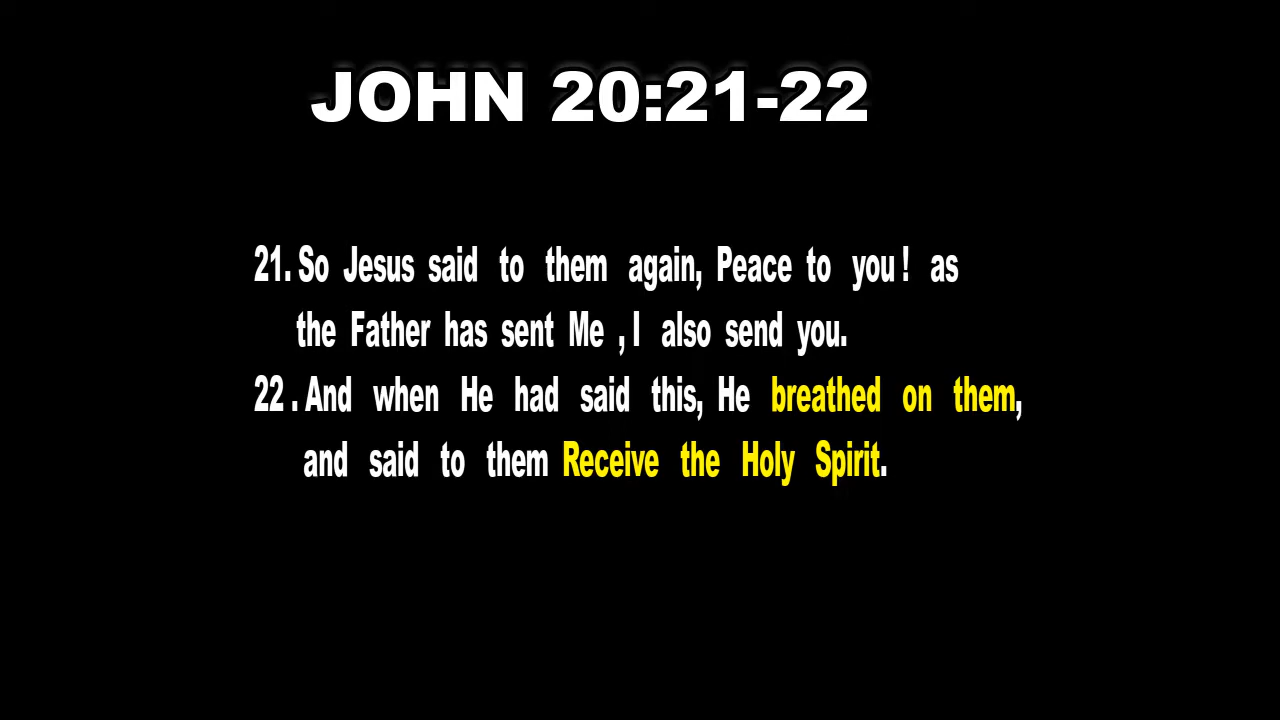 JOHN 20:21-22
21. So Jesus said to them again, Peace to you ! as
the Father has sent Me , I also send you.
22 . And when He had said this, He breathed on them,
and said to them Receive the Holy Spirit.